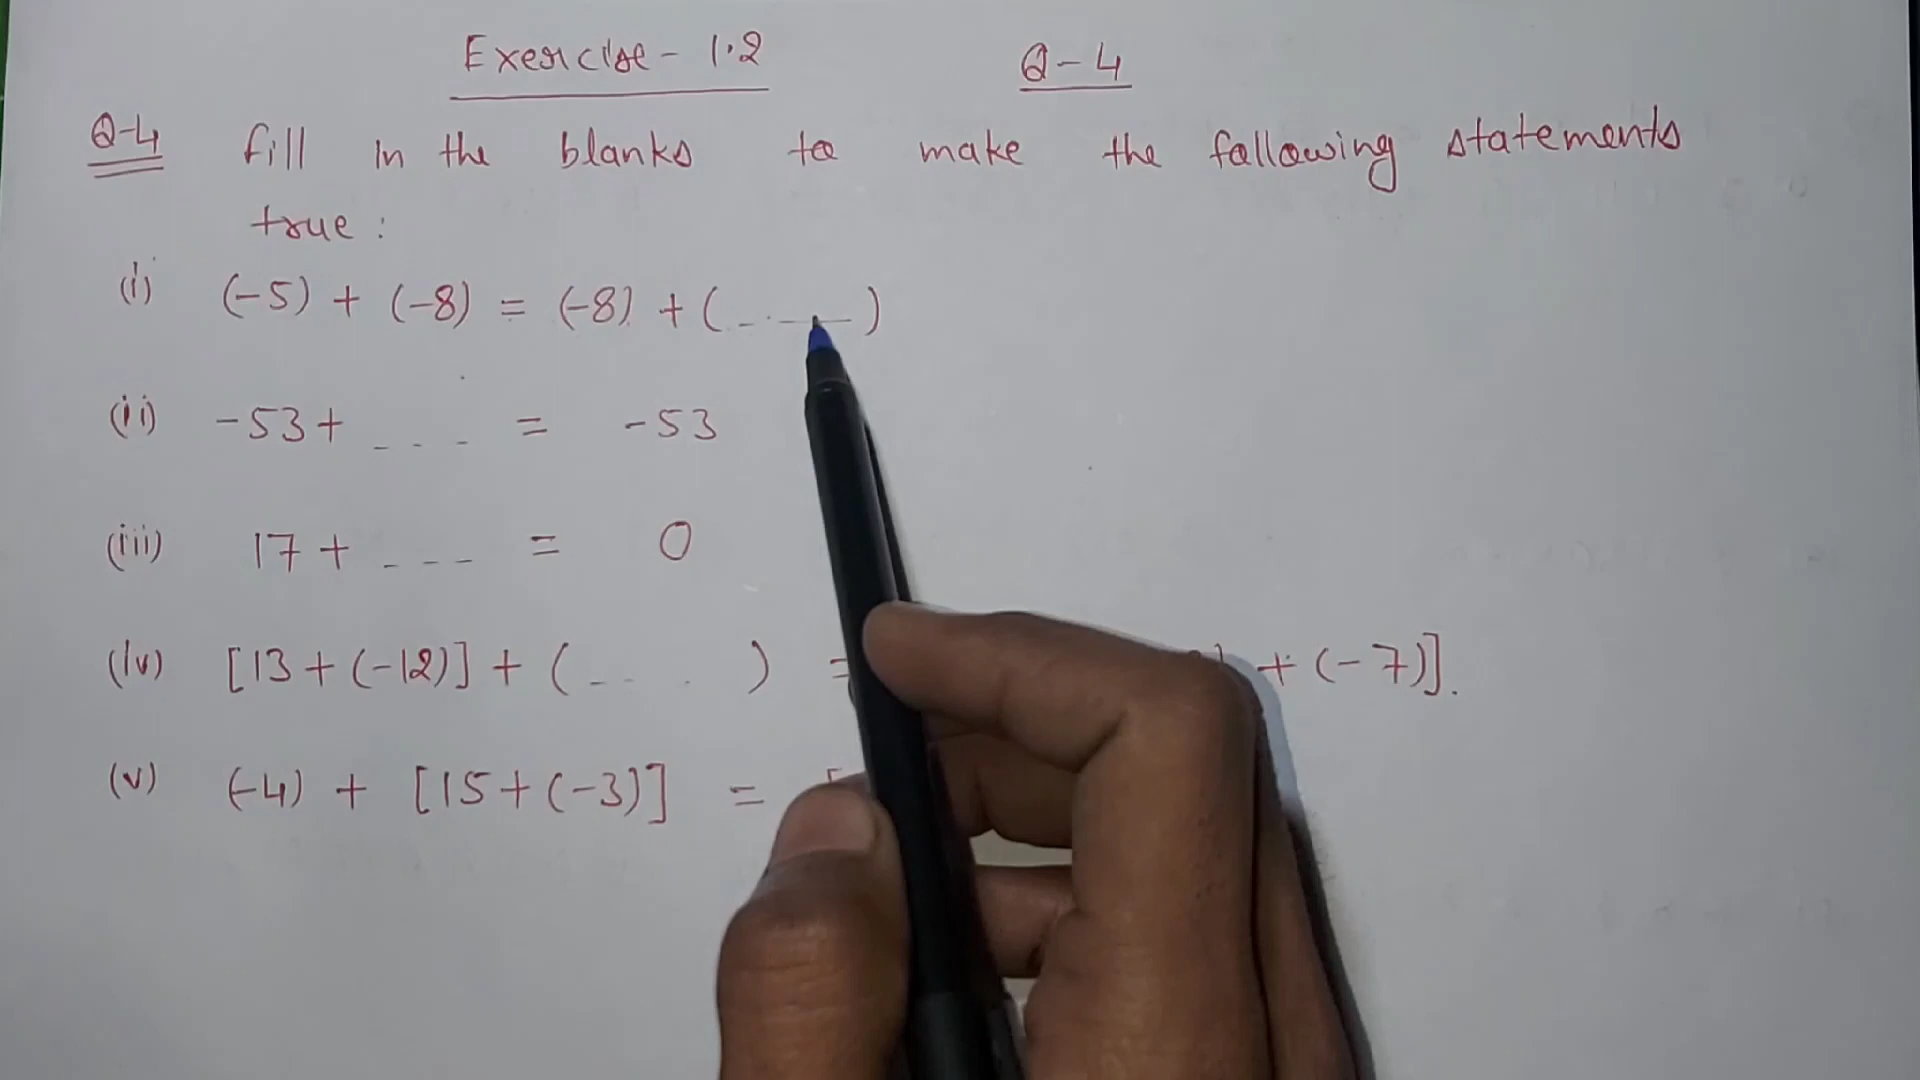 Exercise - 1.2 Q-4
Q-4 fill in the blanks to make the following statements
true :
(i) (-5) + (-8) = (-8) + (_ . __)
(ii) -53 + _ _ _ = -53
(iii) 17 + _ _ _ = 0
(iv) [13 + (-12)] + (_ . . ) = + (-7)].
(v) (-4) + [15 + (-3)] = [